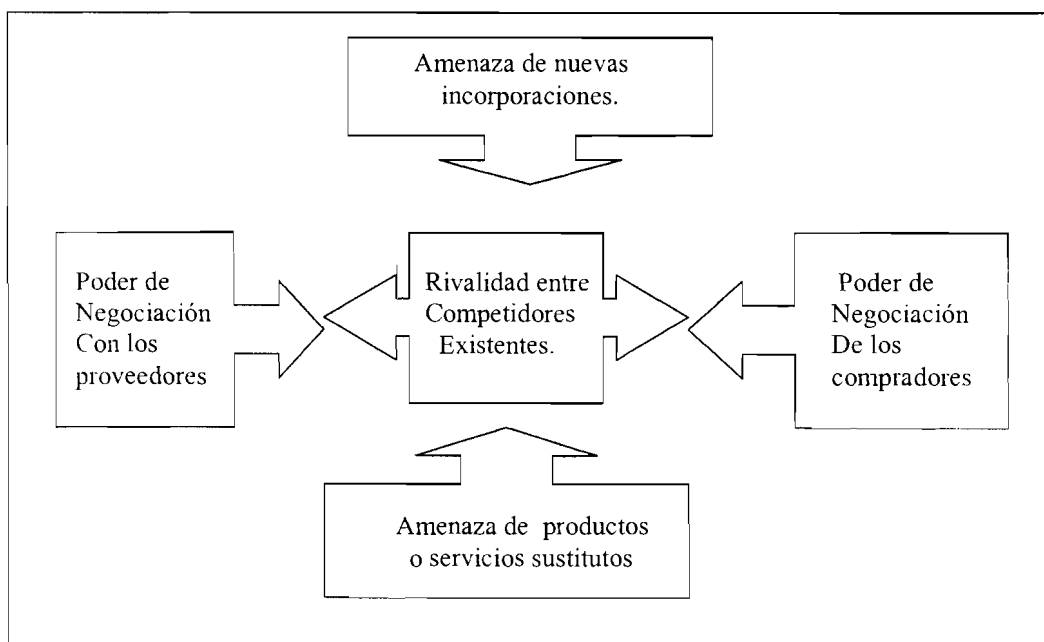 Amenaza de nuevas
incorporaciones.
Poder de
Negociación
Con los
proveedores
Rivalidad entre
Competidores
Existentes.
Poder de
Negociación
De los
compradores
Amenaza de productos
o servicios sustitutos